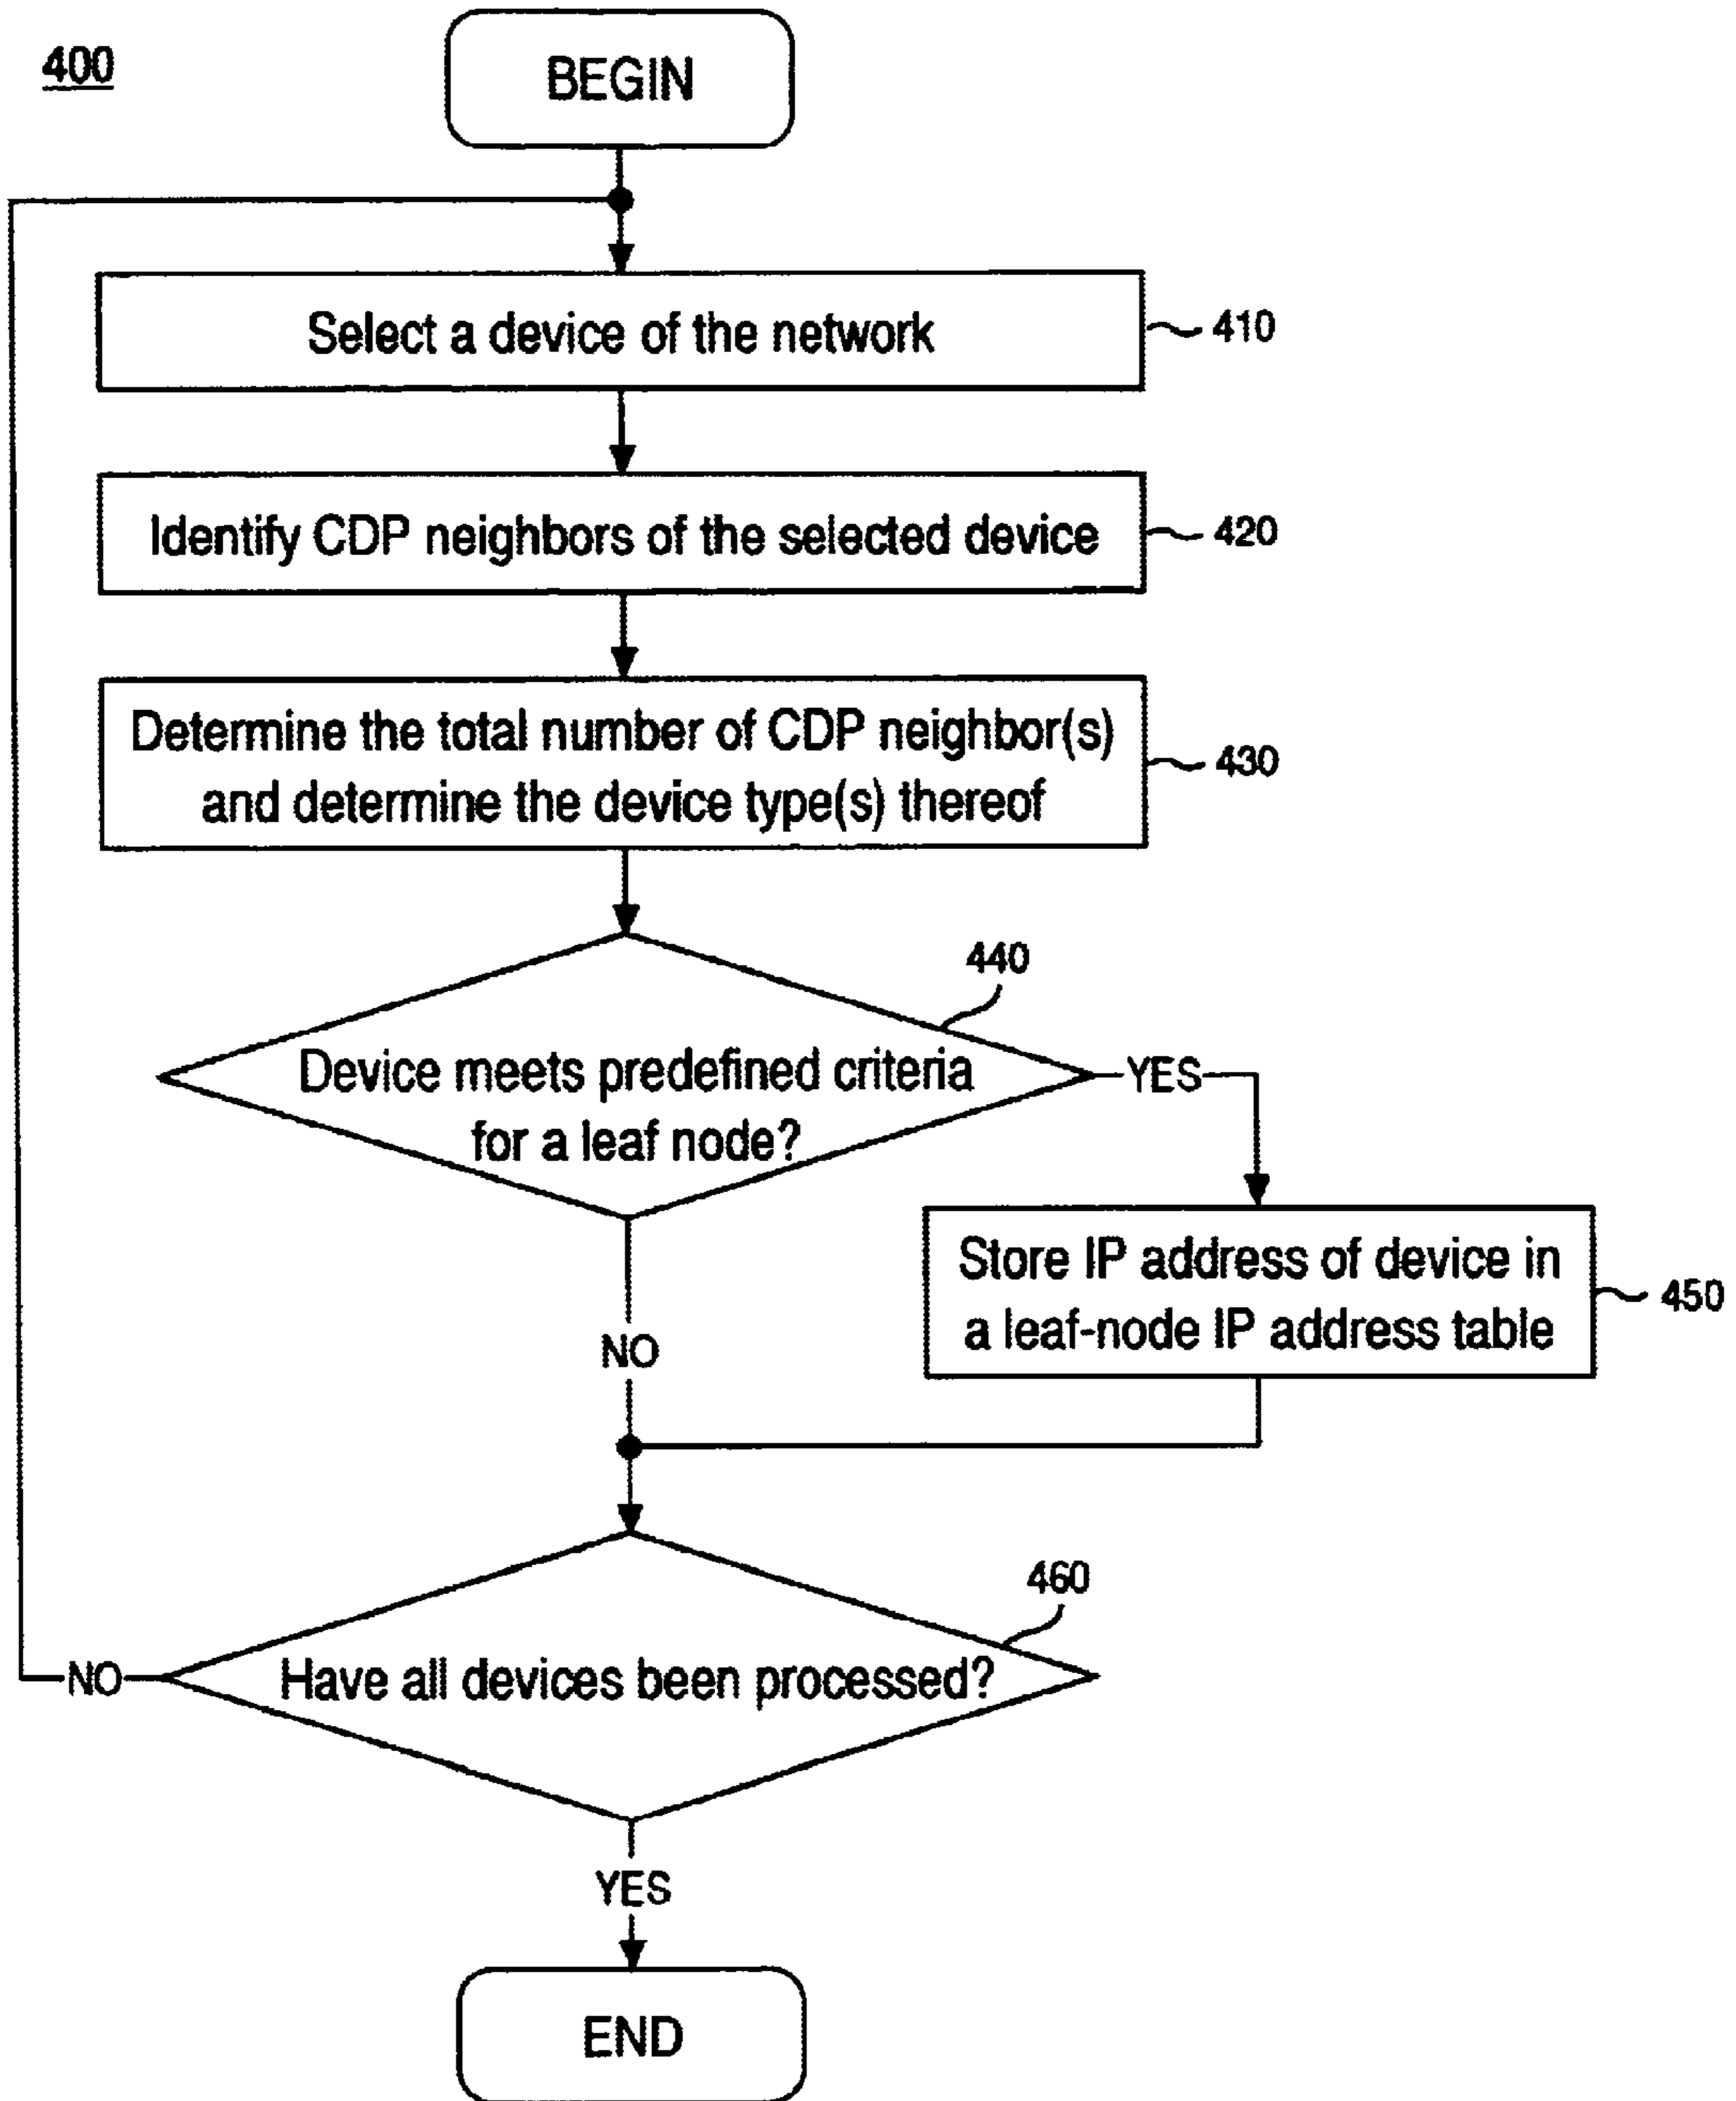 400
BEGIN
Select a device of the network
410
Identify CDP neighbors of the selected device
420
Determine the total number of CDP neighbor(s)
and determine the device type(s) thereof
430
440
Device meets predefined criteria
for a leaf node?
YES
Store IP address of device in
a leaf-node IP address table
450
NO
460
Have all devices been processed?
NO
YES
END